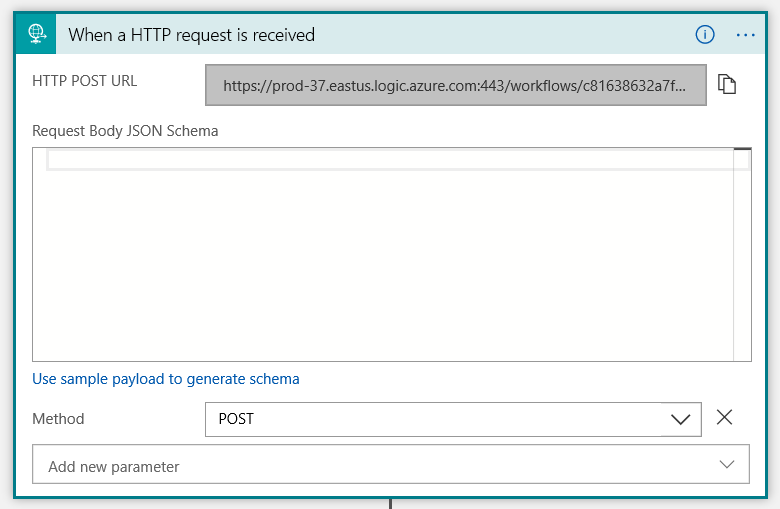 When a HTTP request is received
HTTP POST URL
https://prod-37.eastus.logic.azure.com:443/workflows/c81638632a7f...
Request Body JSON Schema
Use sample payload to generate schema
Method
POST
Add new parameter